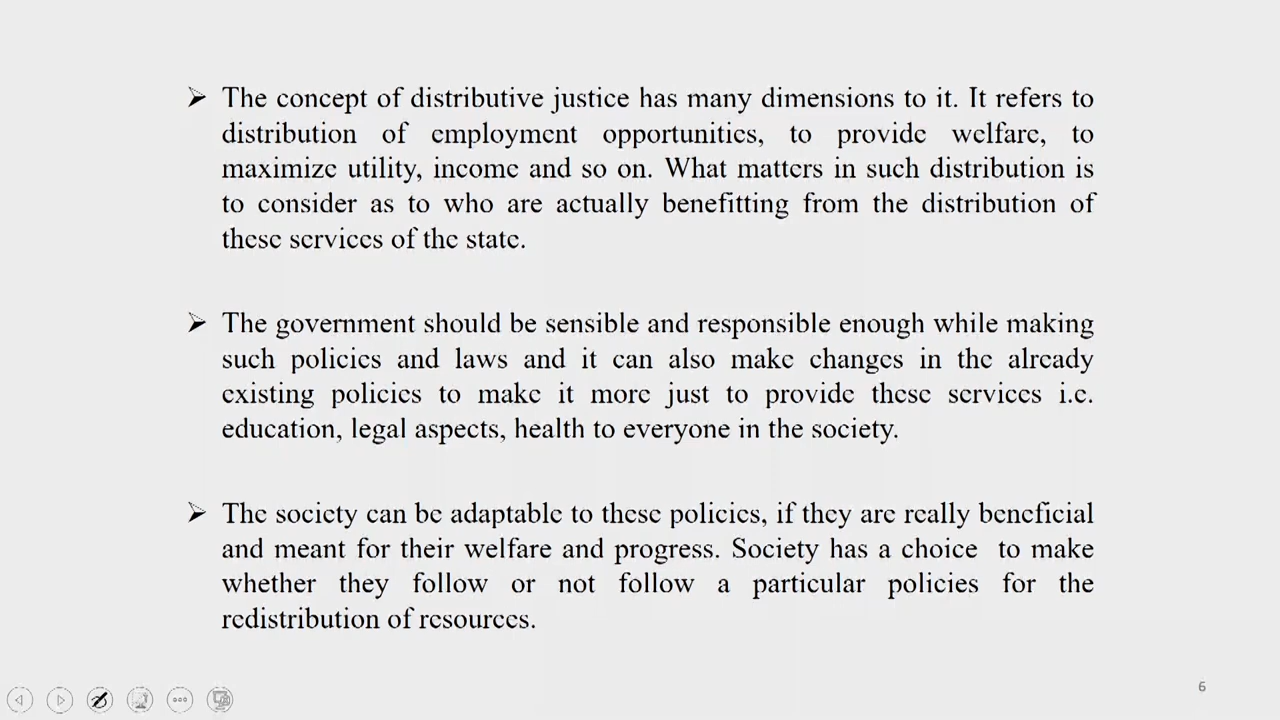 ➢ The concept of distributive justice has many dimensions to it. It refers to
distribution of employment opportunities, to provide welfare, to
maximize utility, income and so on. What matters in such distribution is
to consider as to who are actually benefitting from the distribution of
these services of the state.
➢ The government should be sensible and responsible enough while making
such policies and laws and it can also make changes in the already
existing policies to make it more just to provide these services i.e.
education, legal aspects, health to everyone in the society.
➢ The society can be adaptable to these policies, if they are really beneficial
and meant for their welfare and progress. Society has a choice to make
whether they follow or not follow a particular policies for the
redistribution of resources.
6